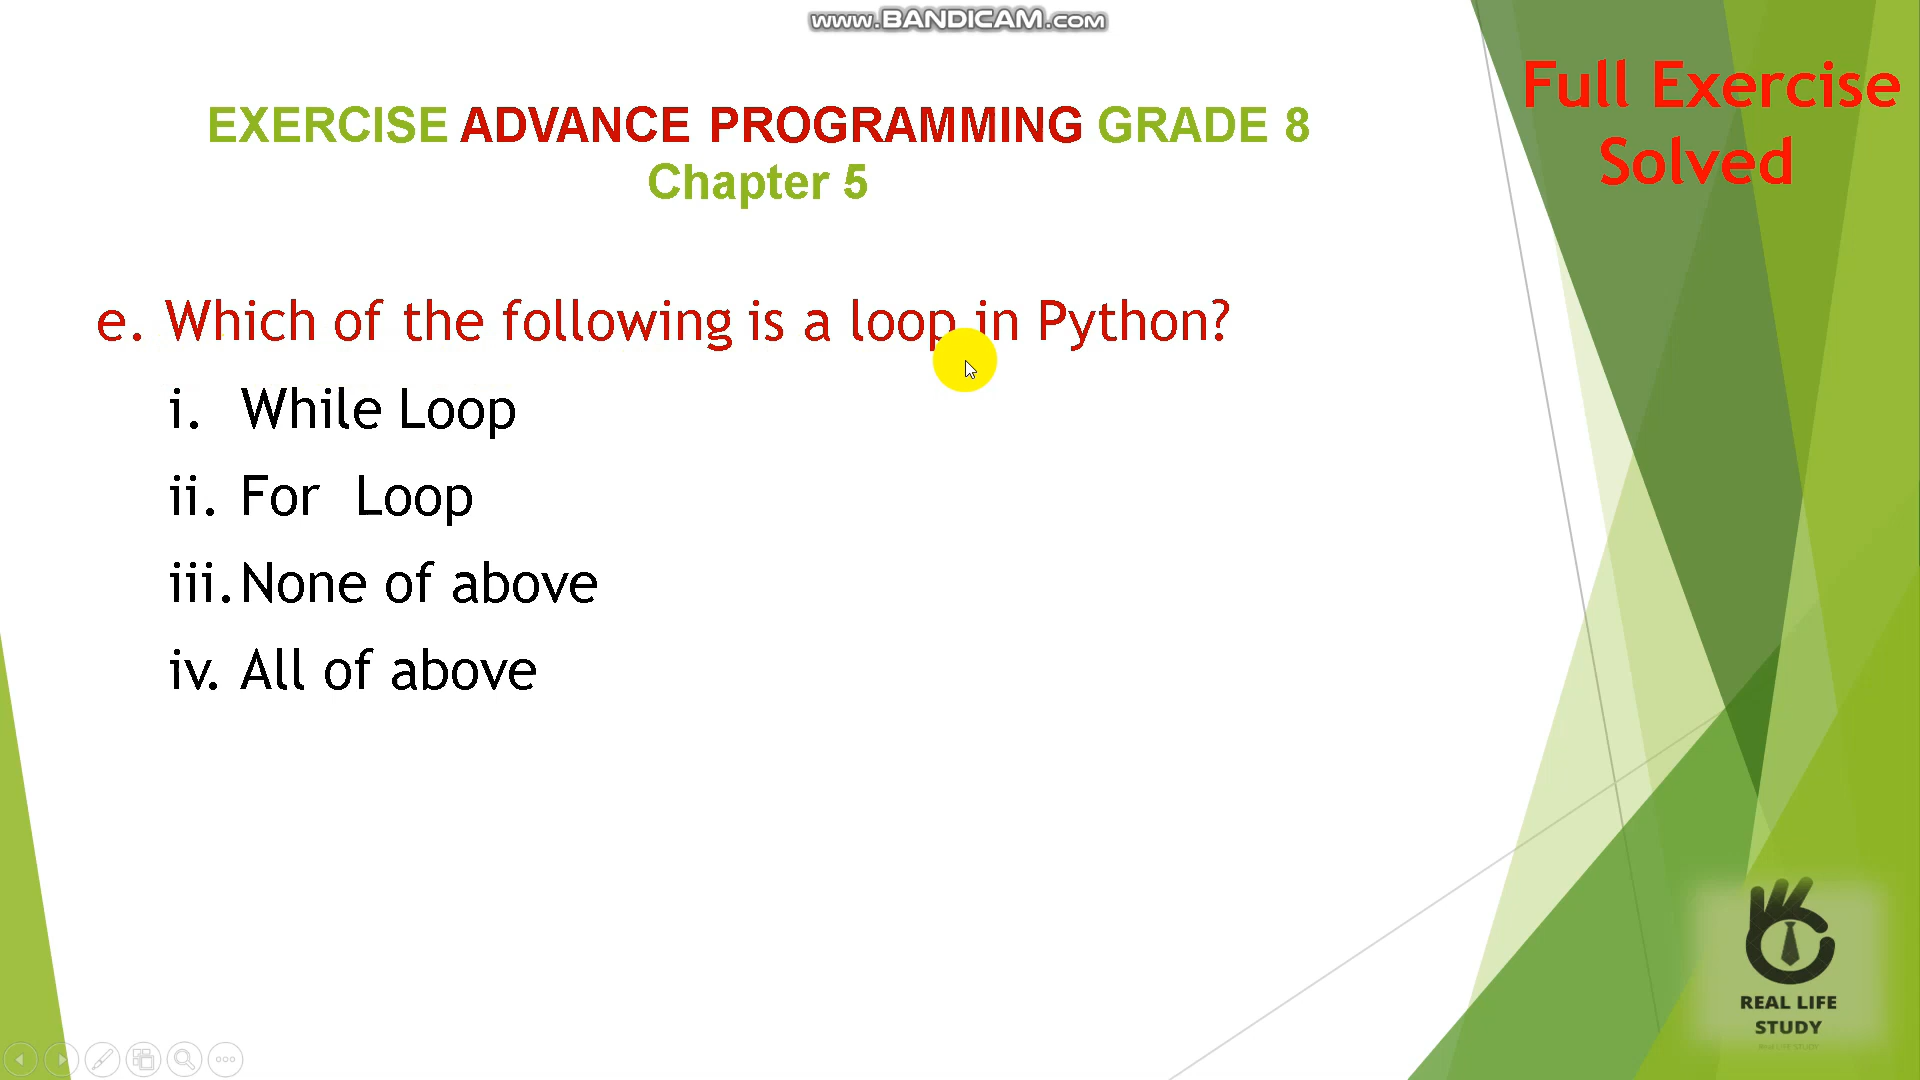 www.BANDICAM.com
Full Exercise
Solved
EXERCISE ADVANCE PROGRAMMING GRADE 8
Chapter 5
e. Which of the following is a loop in Python?
i. While Loop
ii. For Loop
iii. None of above
iv. All of above
REAL LIFE
STUDY